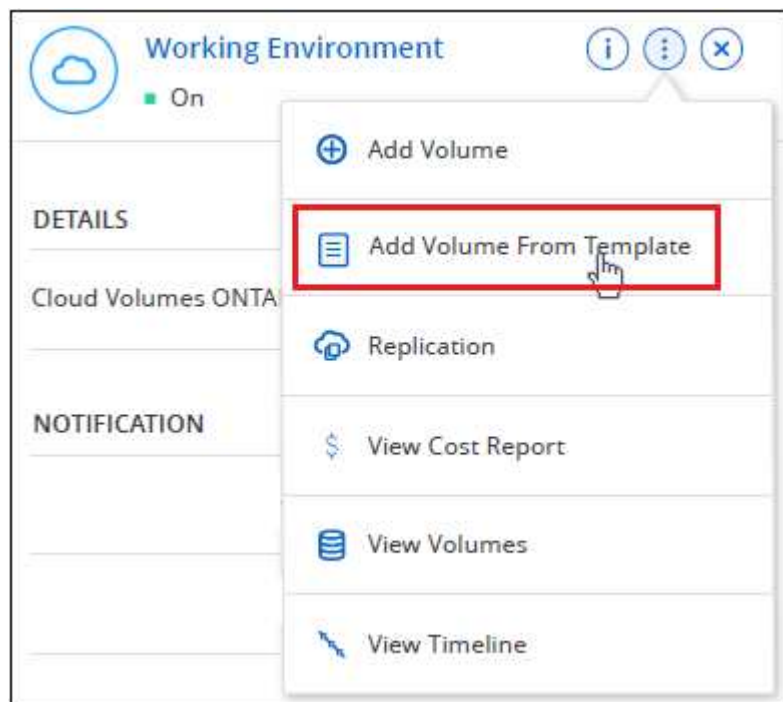 Working Environment
On
Add Volume
DETAILS
Add Volume From Template
Cloud Volumes ONTA
Replication
NOTIFICATION
$ View Cost Report
View Volumes
View Timeline